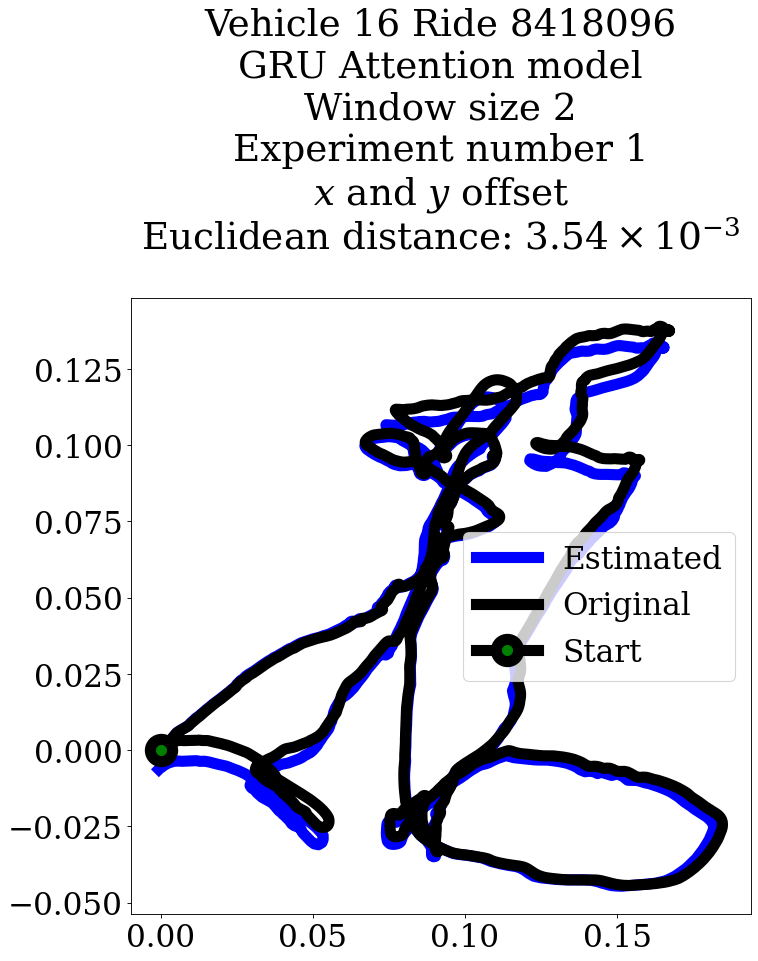 Vehicle 16 Ride 8418096
GRU Attention model
Window size 2
Experiment number 1
x and y offset
Euclidean distance: 3.54 × 10⁻³
0.125
0.100
0.075
0.050
0.025
0.000
−0.025
−0.050
0.00 0.05 0.10 0.15
Estimated
Original
Start